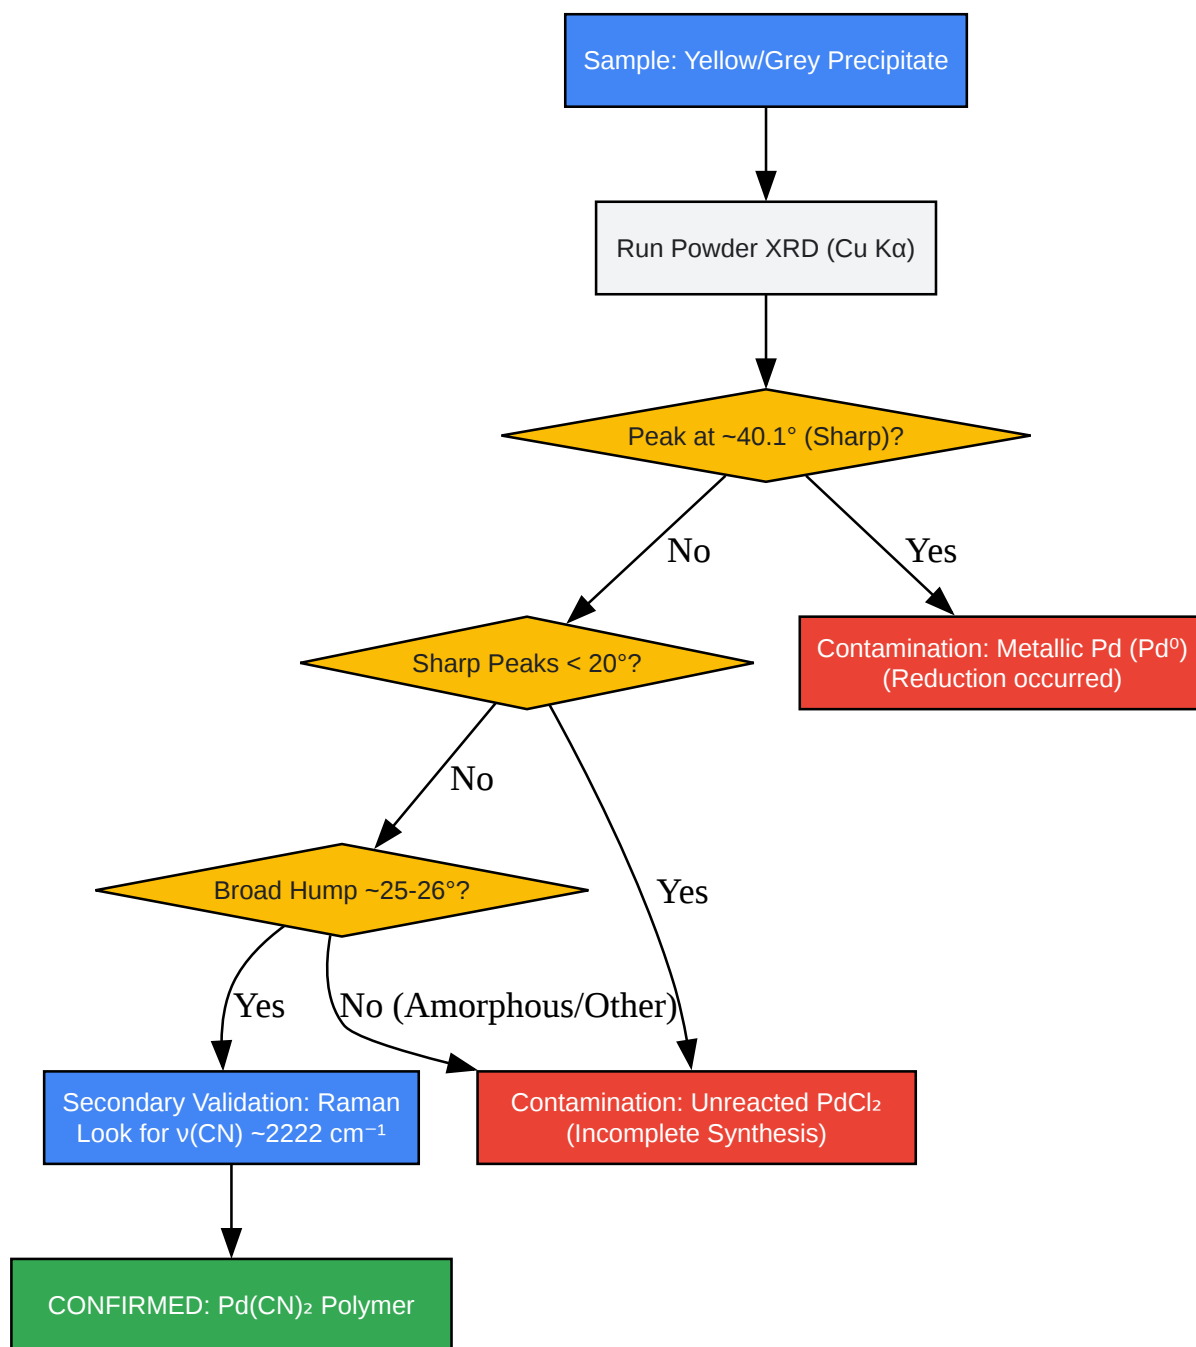 Sample: Yellow/Grey Precipitate
Run Powder XRD (Cu Kα)
Peak at ~40.1° (Sharp)?
No
Yes
Sharp Peaks < 20°?
Contamination: Metallic Pd (Pd⁰)
(Reduction occurred)
No
Yes
Broad Hump ~25-26°?
Yes
No (Amorphous/Other)
Secondary Validation: Raman
Look for ν(CN) ~2222 cm⁻¹
Contamination: Unreacted PdCl₂
(Incomplete Synthesis)
CONFIRMED: Pd(CN)₂ Polymer